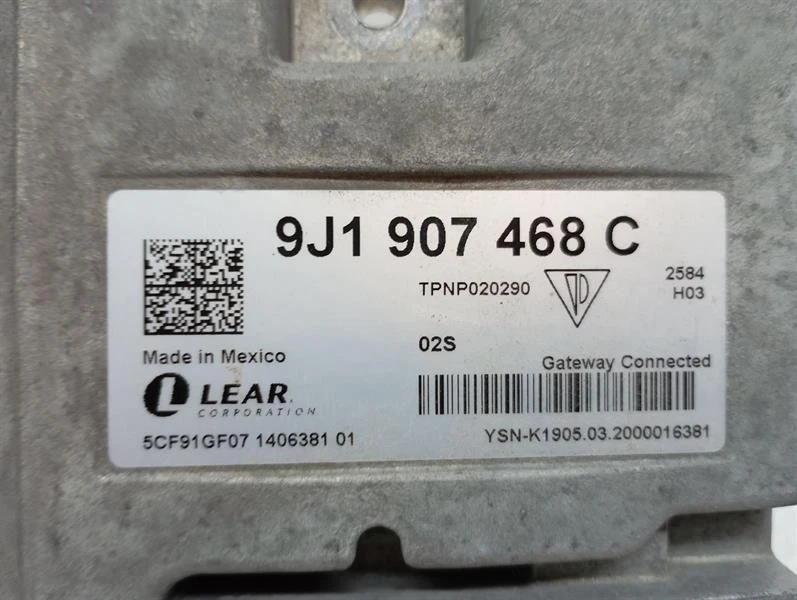 9J1 907 468 C
TPNP020290
2584
H03
02S
Made in Mexico
Gateway Connected
LEAR.
CORPORATION
5CF91GF07 1406381 01
YSN-K1905.03.2000016381